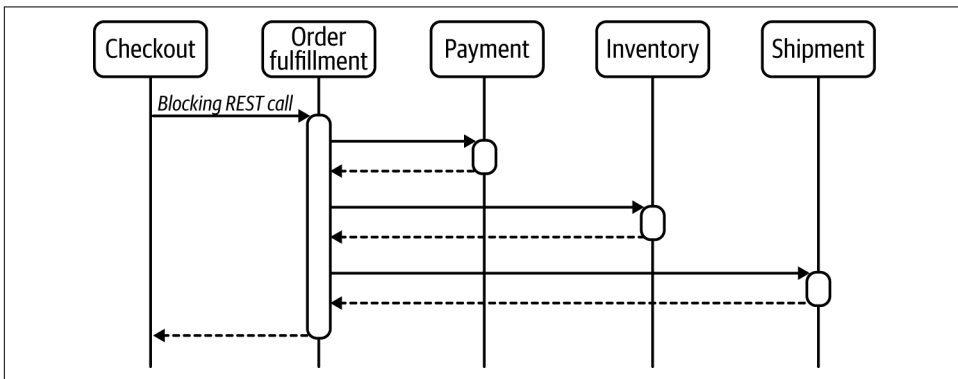 Checkout
Order
fulfillment
Payment
Inventory
Shipment
Blocking REST call